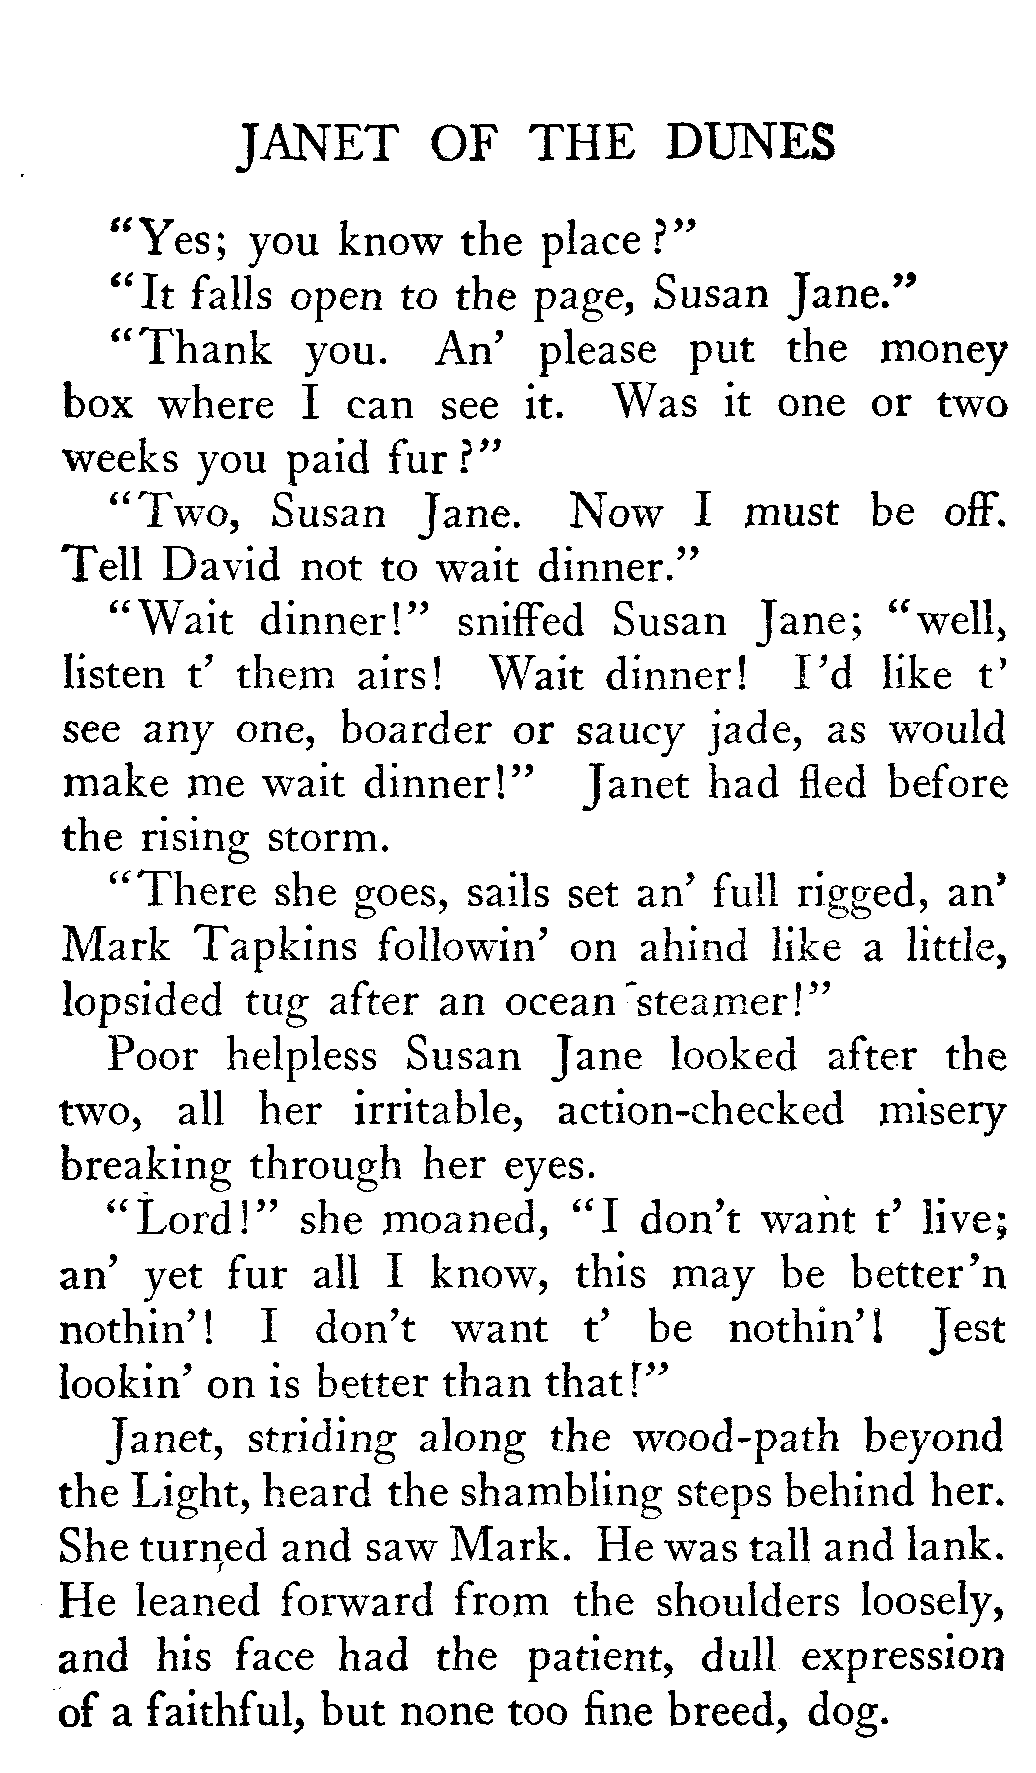 JANET OF THE DUNES
"Yes; you know the place?"
"It falls open to the page, Susan Jane."
"Thank you. An' please put the money
box where I can see it. Was it one or two
weeks you paid fur?"
"Two, Susan Jane. Now I must be off.
Tell David not to wait dinner."
"Wait dinner!" sniffed Susan Jane; "well,
listen t' them airs! Wait dinner! I'd like t'
see any one, boarder or saucy jade, as would
make me wait dinner!" Janet had fled before
the rising storm.
"There she goes, sails set an' full rigged, an'
Mark Tapkins followin' on ahind like a little,
lopsided tug after an ocean steamer!"
Poor helpless Susan Jane looked after the
two, all her irritable, action-checked misery
breaking through her eyes.
"Lord!" she moaned, "I don't want t' live;
an' yet fur all I know, this may be better'n
nothin'! I don't want t' be nothin'! Jest
lookin' on is better than that!"
Janet, striding along the wood-path beyond
the Light, heard the shambling steps behind her.
She turned and saw Mark. He was tall and lank.
He leaned forward from the shoulders loosely,
and his face had the patient, dull expression
of a faithful, but none too fine breed, dog.